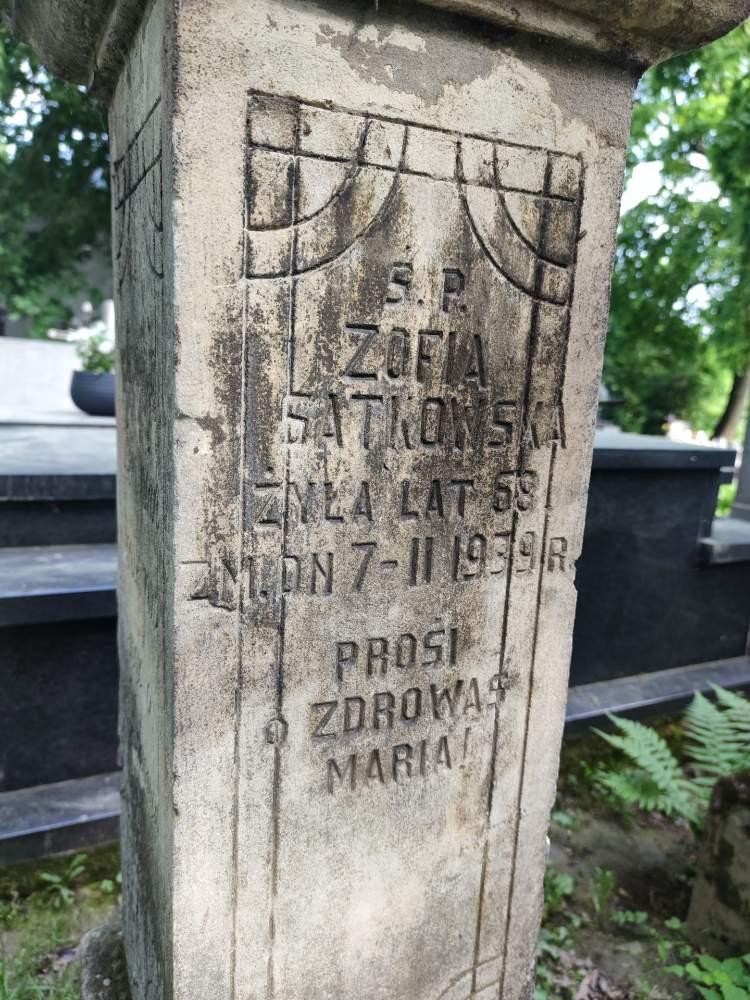 Ś. P.
ZOFIA
SATKOWSKA
ŻYŁA LAT 68
ZM. DN 7-II 1939 R.
PROSI
O ZDROWAŚ
MARIA!